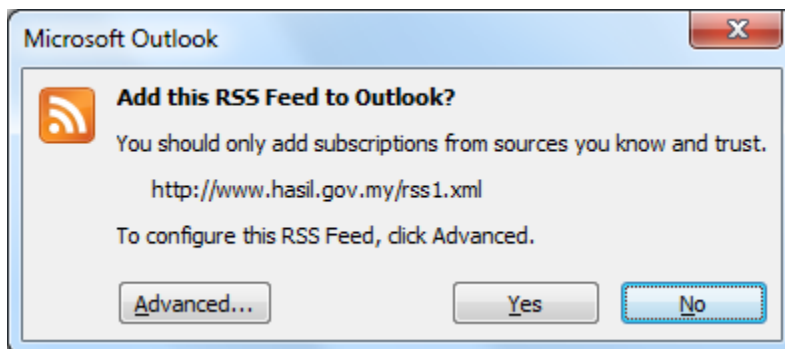 Microsoft Outlook
Add this RSS Feed to Outlook?
You should only add subscriptions from sources you know and trust.
http://www.hasil.gov.my/rss1.xml
To configure this RSS Feed, click Advanced.
Advanced... Yes No